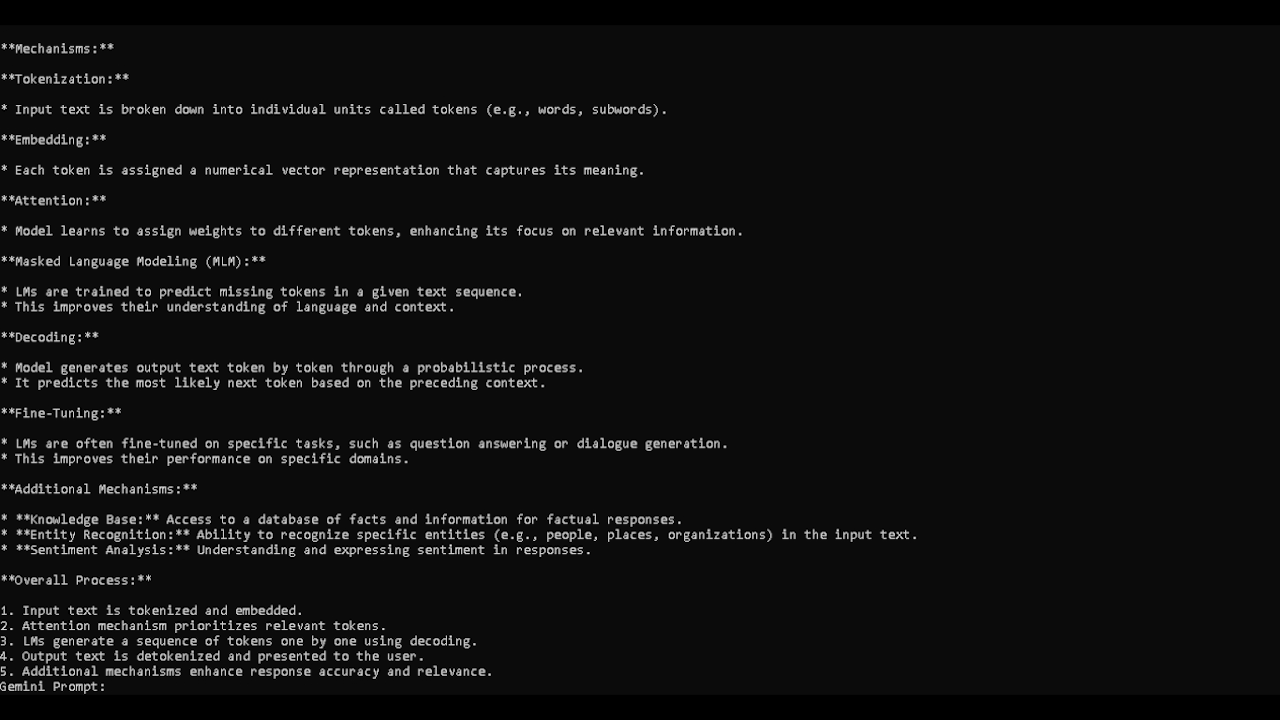 **Mechanisms:**
**Tokenization:**
* Input text is broken down into individual units called tokens (e.g., words, subwords).
**Embedding:**
* Each token is assigned a numerical vector representation that captures its meaning.
**Attention:**
* Model learns to assign weights to different tokens, enhancing its focus on relevant information.
**Masked Language Modeling (MLM):**
* LMs are trained to predict missing tokens in a given text sequence.
* This improves their understanding of language and context.
**Decoding:**
* Model generates output text token by token through a probabilistic process.
* It predicts the most likely next token based on the preceding context.
**Fine-Tuning:**
* LMs are often fine-tuned on specific tasks, such as question answering or dialogue generation.
* This improves their performance on specific domains.
**Additional Mechanisms:**
* **Knowledge Base:** Access to a database of facts and information for factual responses.
* **Entity Recognition:** Ability to recognize specific entities (e.g., people, places, organizations) in the input text.
* **Sentiment Analysis:** Understanding and expressing sentiment in responses.
**Overall Process:**
1. Input text is tokenized and embedded.
2. Attention mechanism prioritizes relevant tokens.
3. LMs generate a sequence of tokens one by one using decoding.
4. Output text is detokenized and presented to the user.
5. Additional mechanisms enhance response accuracy and relevance.
Gemini Prompt: